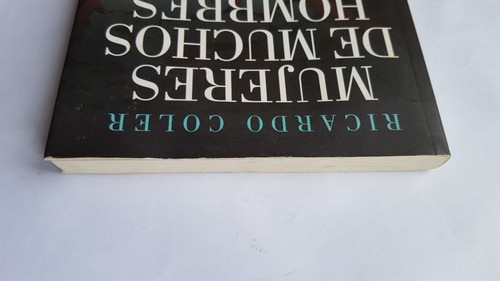 RICARDO COLER
MUJERES
DE MUCHOS
HOMBRES